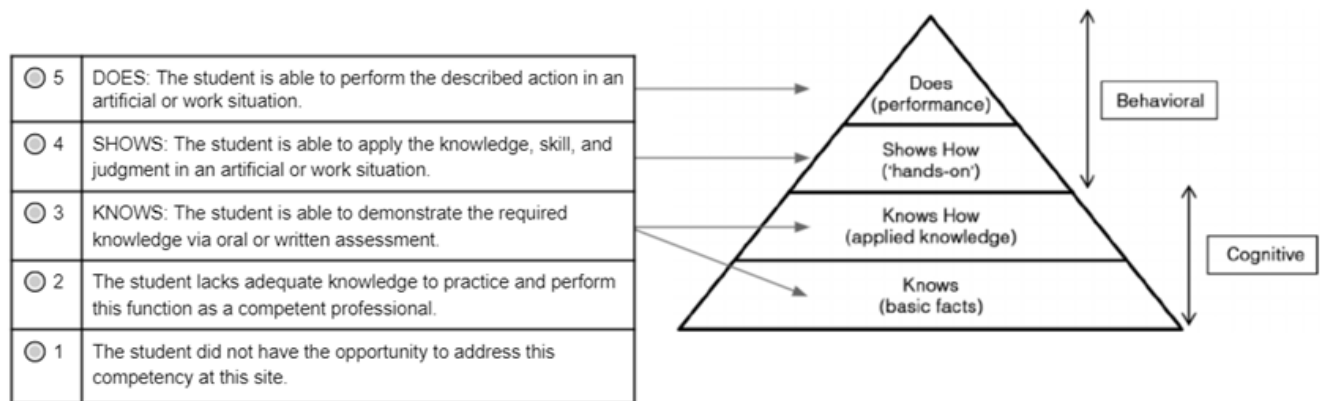 5 DOES: The student is able to perform the described action in an
artificial or work situation.
4 SHOWS: The student is able to apply the knowledge, skill, and
judgment in an artificial or work situation.
3 KNOWS: The student is able to demonstrate the required
knowledge via oral or written assessment.
2 The student lacks adequate knowledge to practice and perform
this function as a competent professional.
1 The student did not have the opportunity to address this
competency at this site.
Does
(performance)
Shows How
('hands-on')
Knows How
(applied knowledge)
Knows
(basic facts)
Behavioral
Cognitive